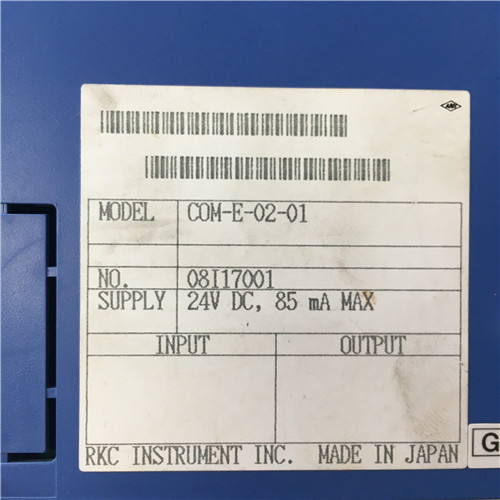 MODEL COM-E-02-01
NO. 08I17001
SUPPLY 24V DC, 85 mA MAX
INPUT OUTPUT
G
RKC INSTRUMENT INC. MADE IN JAPAN